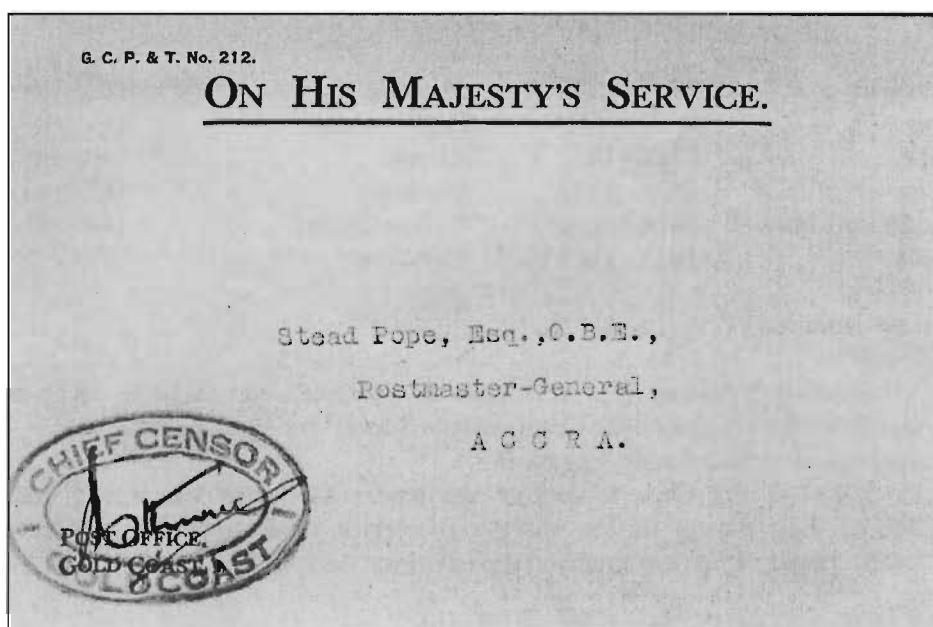 G. C. P. & T. No. 212.
ON HIS MAJESTY'S SERVICE.
Stead Pope, Esq.,O.B.E.,
Postmaster-General,
A C C R A.
CHIEF CENSOR
POST OFFICE,
GOLD COAST.
GOLD COAST